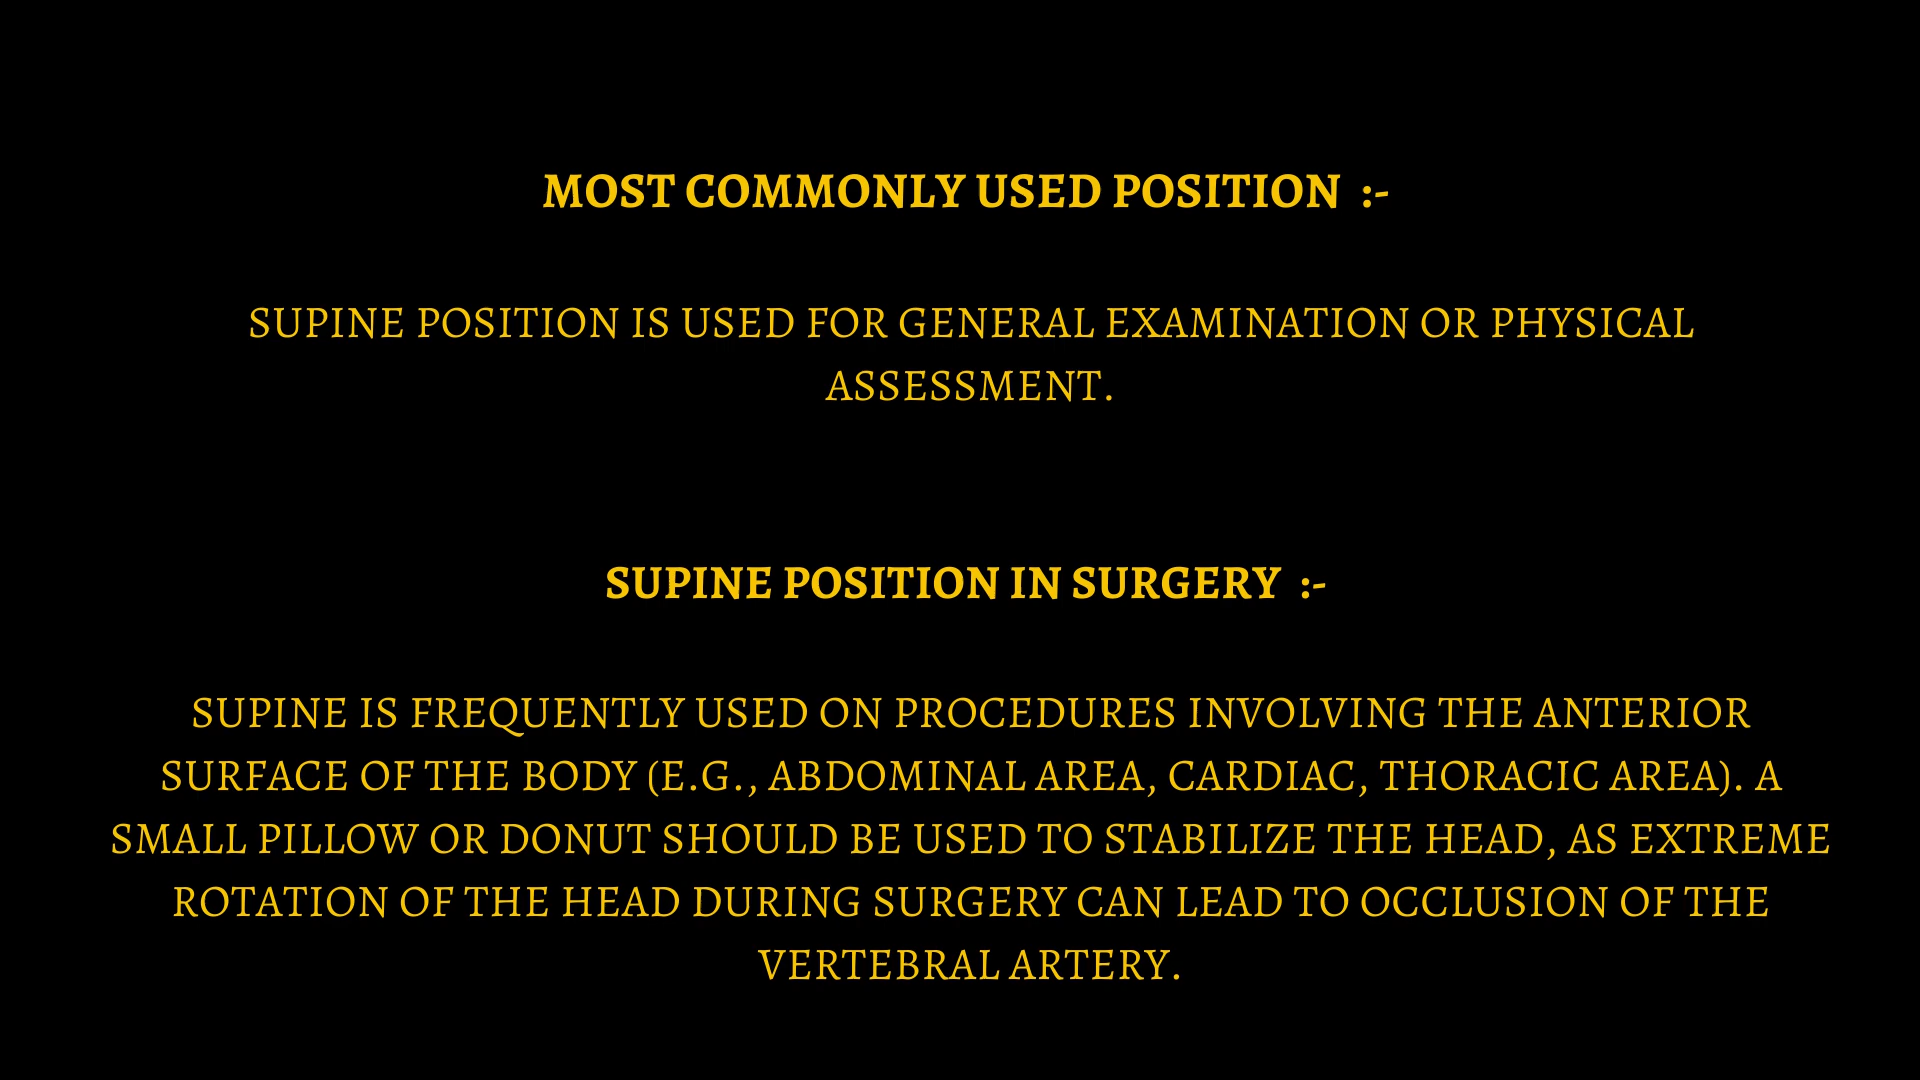 MOST COMMONLY USED POSITION :-
SUPINE POSITION IS USED FOR GENERAL EXAMINATION OR PHYSICAL
ASSESSMENT.
SUPINE POSITION IN SURGERY :-
SUPINE IS FREQUENTLY USED ON PROCEDURES INVOLVING THE ANTERIOR
SURFACE OF THE BODY (E.G., ABDOMINAL AREA, CARDIAC, THORACIC AREA). A
SMALL PILLOW OR DONUT SHOULD BE USED TO STABILIZE THE HEAD, AS EXTREME
ROTATION OF THE HEAD DURING SURGERY CAN LEAD TO OCCLUSION OF THE
VERTEBRAL ARTERY.